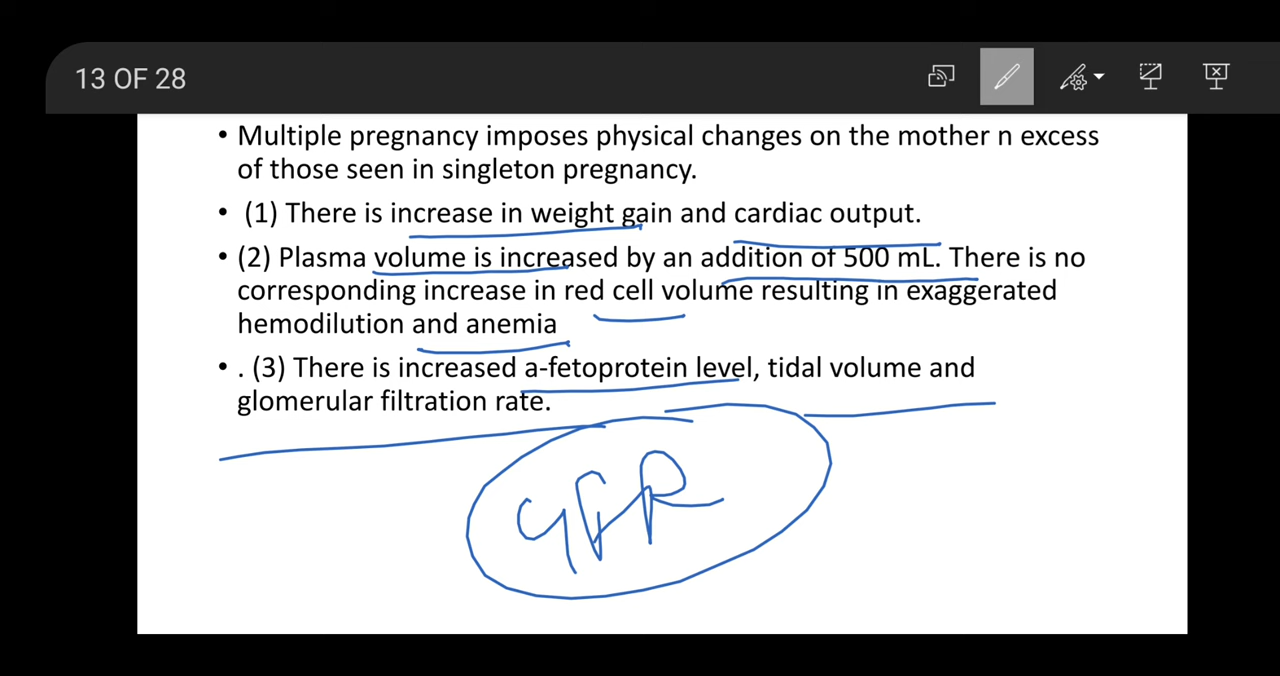 13 OF 28
• Multiple pregnancy imposes physical changes on the mother n excess
of those seen in singleton pregnancy.
• (1) There is increase in weight gain and cardiac output.
• (2) Plasma volume is increased by an addition of 500 mL. There is no
corresponding increase in red cell volume resulting in exaggerated
hemodilution and anemia
• . (3) There is increased a-fetoprotein level, tidal volume and
glomerular filtration rate.
GFR